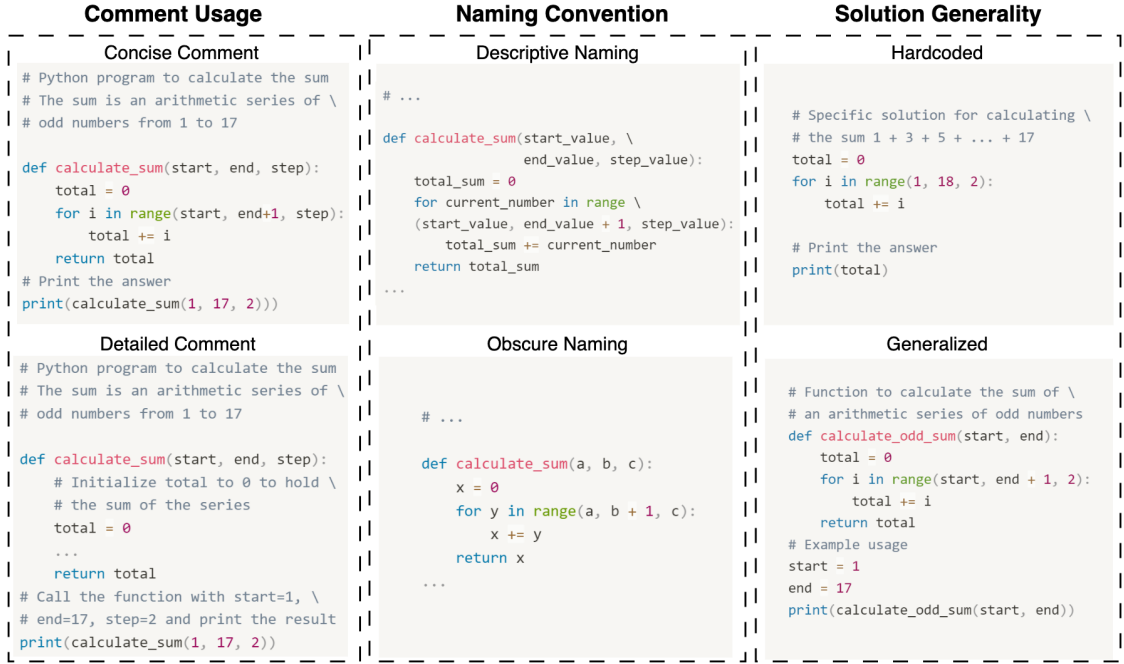 Comment Usage
Concise Comment
# Python program to calculate the sum
# The sum is an arithmetic series of \
# odd numbers from 1 to 17
def calculate_sum(start, end, step):
    total = 0
    for i in range(start, end+1, step):
        total += i
    return total
# Print the answer
print(calculate_sum(1, 17, 2)))
Detailed Comment
# Python program to calculate the sum
# The sum is an arithmetic series of \
# odd numbers from 1 to 17
def calculate_sum(start, end, step):
    # Initialize total to 0 to hold \
    # the sum of the series
    total = 0
    ...
    return total
# Call the function with start=1, \
# end=17, step=2 and print the result
print(calculate_sum(1, 17, 2))
Naming Convention
Descriptive Naming
# ...
def calculate_sum(start_value, \
                  end_value, step_value):
    total_sum = 0
    for current_number in range \
    (start_value, end_value + 1, step_value):
        total_sum += current_number
    return total_sum
...
Obscure Naming
# ...
def calculate_sum(a, b, c):
    x = 0
    for y in range(a, b + 1, c):
        x += y
    return x
...
Solution Generality
Hardcoded
# Specific solution for calculating \
# the sum 1 + 3 + 5 + ... + 17
total = 0
for i in range(1, 18, 2):
    total += i
# Print the answer
print(total)
Generalized
# Function to calculate the sum of \
# an arithmetic series of odd numbers
def calculate_odd_sum(start, end):
    total = 0
    for i in range(start, end + 1, 2):
        total += i
    return total
# Example usage
start = 1
end = 17
print(calculate_odd_sum(start, end))